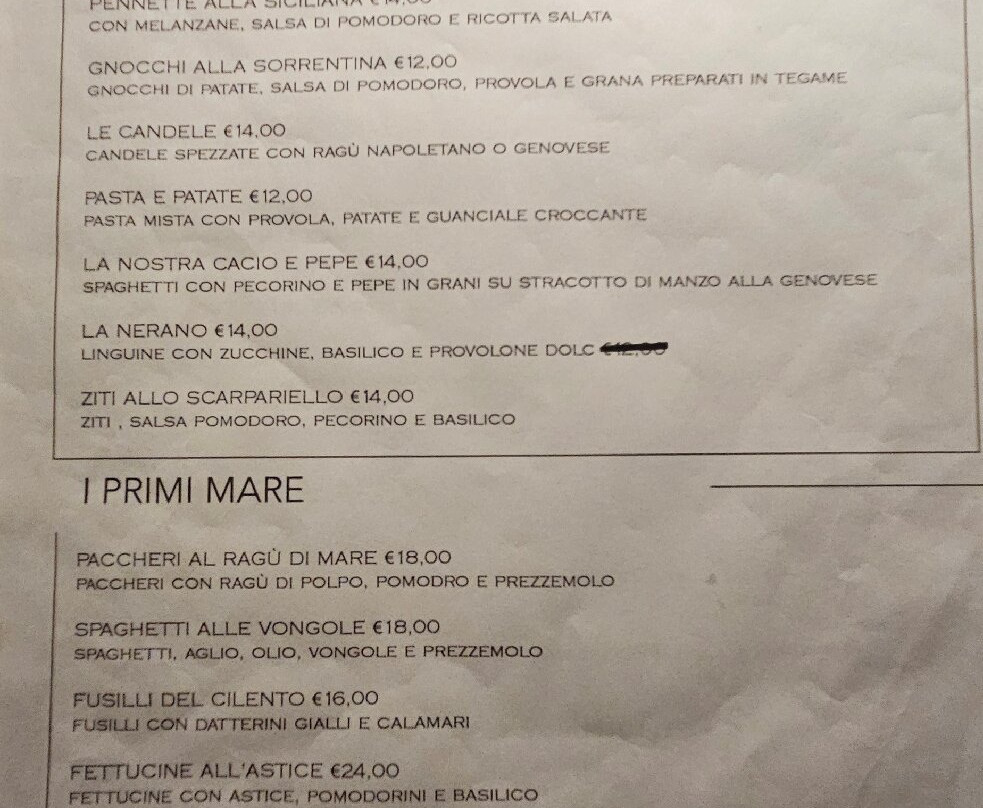 PENNETTE ALLA SICILIANA €14,00
CON MELANZANE, SALSA DI POMODORO E RICOTTA SALATA
GNOCCHI ALLA SORRENTINA €12,00
GNOCCHI DI PATATE, SALSA DI POMODORO, PROVOLA E GRANA PREPARATI IN TEGAME
LE CANDELE €14,00
CANDELE SPEZZATE CON RAGÙ NAPOLETANO O GENOVESE
PASTA E PATATE €12,00
PASTA MISTA CON PROVOLA, PATATE E GUANCIALE CROCCANTE
LA NOSTRA CACIO E PEPE €14,00
SPAGHETTI CON PECORINO E PEPE IN GRANI SU STRACOTTO DI MANZO ALLA GENOVESE
LA NERANO €14,00
LINGUINE CON ZUCCHINE, BASILICO E PROVOLONE DOLC €12,00
ZITI ALLO SCARPARIELLO €14,00
ZITI , SALSA POMODORO, PECORINO E BASILICO
I PRIMI MARE
PACCHERI AL RAGÙ DI MARE €18,00
PACCHERI CON RAGÙ DI POLPO, POMODRO E PREZZEMOLO
SPAGHETTI ALLE VONGOLE €18,00
SPAGHETTI, AGLIO, OLIO, VONGOLE E PREZZEMOLO
FUSILLI DEL CILENTO €16,00
FUSILLI CON DATTERINI GIALLI E CALAMARI
FETTUCINE ALL'ASTICE €24,00
FETTUCINE CON ASTICE, POMODORINI E BASILICO